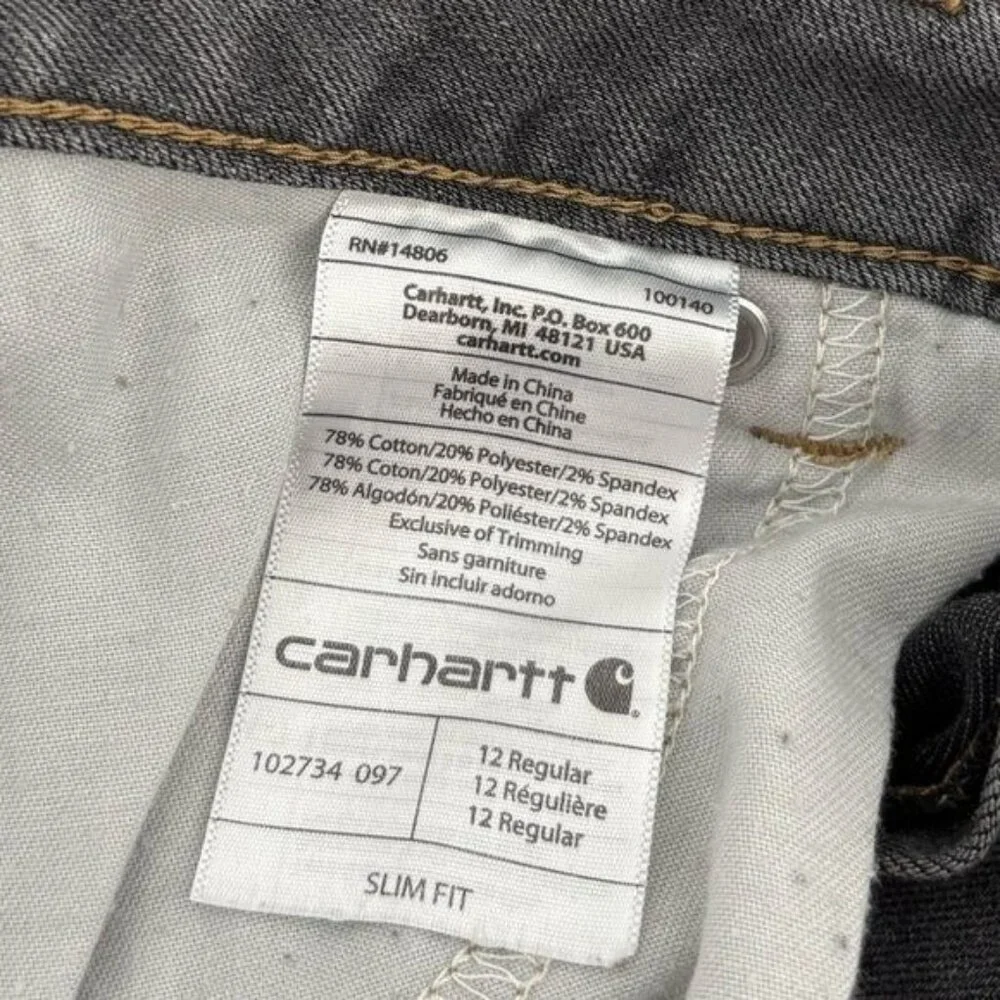 RN#14806
100140
Carhartt, Inc. P.O. Box 600
Dearborn, MI 48121 USA
carhartt.com
Made in China
Fabriqué en Chine
Hecho en China
78% Cotton/20% Polyester/2% Spandex
78% Coton/20% Polyester/2% Spandex
78% Algodón/20% Poliéster/2% Spandex
Exclusive of Trimming
Sans garniture
Sin incluir adorno
carhartt
102734 097
12 Regular
12 Régulière
12 Regular
SLIM FIT